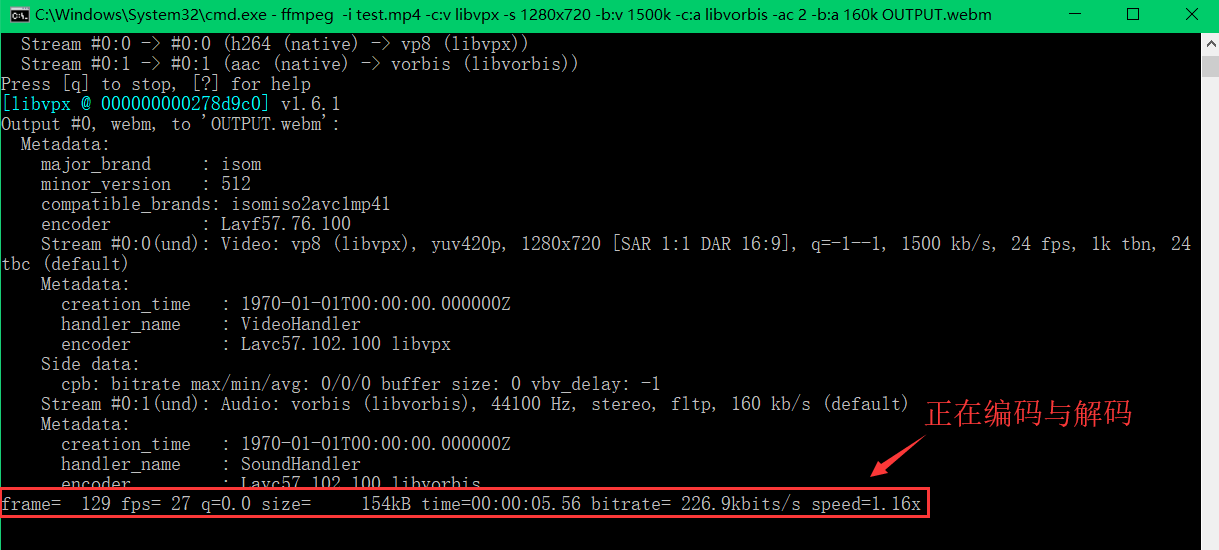 C:\Windows\System32\cmd.exe - ffmpeg  -i test.mp4 -c:v libvpx -s 1280x720 -b:v 1500k -c:a libvorbis -ac 2 -b:a 160k OUTPUT.webm
  Stream #0:0 -> #0:0 (h264 (native) -> vp8 (libvpx))
  Stream #0:1 -> #0:1 (aac (native) -> vorbis (libvorbis))
Press [q] to stop, [?] for help
[libvpx @ 000000000278d9c0] v1.6.1
Output #0, webm, to 'OUTPUT.webm':
  Metadata:
    major_brand     : isom
    minor_version   : 512
    compatible_brands: isomiso2avc1mp41
    encoder         : Lavf57.76.100
    Stream #0:0(und): Video: vp8 (libvpx), yuv420p, 1280x720 [SAR 1:1 DAR 16:9], q=-1--1, 1500 kb/s, 24 fps, 1k tbn, 24
tbc (default)
    Metadata:
      creation_time   : 1970-01-01T00:00:00.000000Z
      handler_name    : VideoHandler
      encoder         : Lavc57.102.100 libvpx
    Side data:
      cpb: bitrate max/min/avg: 0/0/0 buffer size: 0 vbv_delay: -1
    Stream #0:1(und): Audio: vorbis (libvorbis), 44100 Hz, stereo, fltp, 160 kb/s (default)
正在编码与解码
    Metadata:
      creation_time   : 1970-01-01T00:00:00.000000Z
      handler_name    : SoundHandler
      encoder         : Lavc57.102.100 libvorbis
frame=  129 fps= 27 q=0.0 size=     154kB time=00:00:05.56 bitrate= 226.9kbits/s speed=1.16x